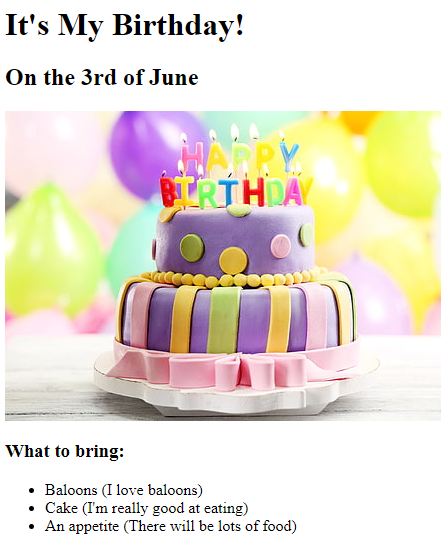 It's My Birthday!
On the 3rd of June
HAPPY
BIRTHDAY
What to bring:
Baloons (I love baloons)
Cake (I'm really good at eating)
An appetite (There will be lots of food)